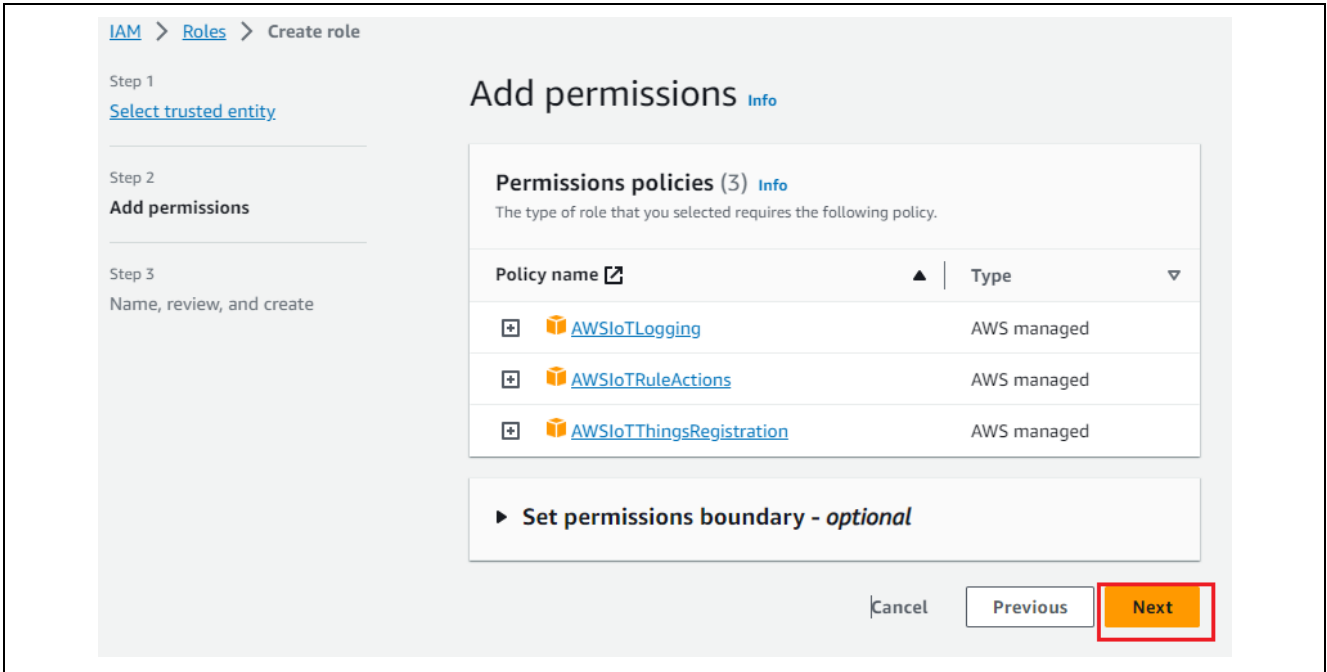 IAM > Roles > Create role
Step 1
Select trusted entity
Step 2
Add permissions
Step 3
Name, review, and create
Add permissions Info
Permissions policies (3) Info
The type of role that you selected requires the following policy.
Policy name Type
AWSIoTLogging AWS managed
AWSIoTRuleActions AWS managed
AWSIoTThingsRegistration AWS managed
Set permissions boundary - optional
Cancel Previous Next